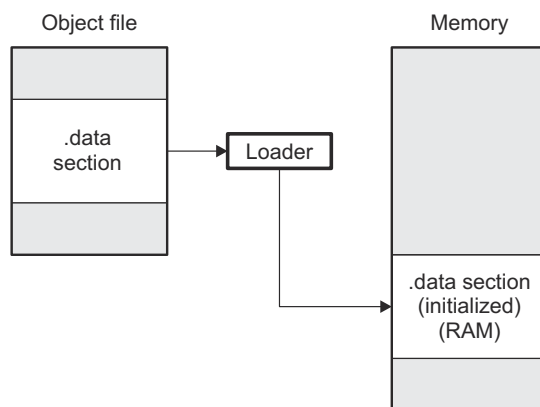 Object file
Memory
.data
section
Loader
.data section
(initialized)
(RAM)